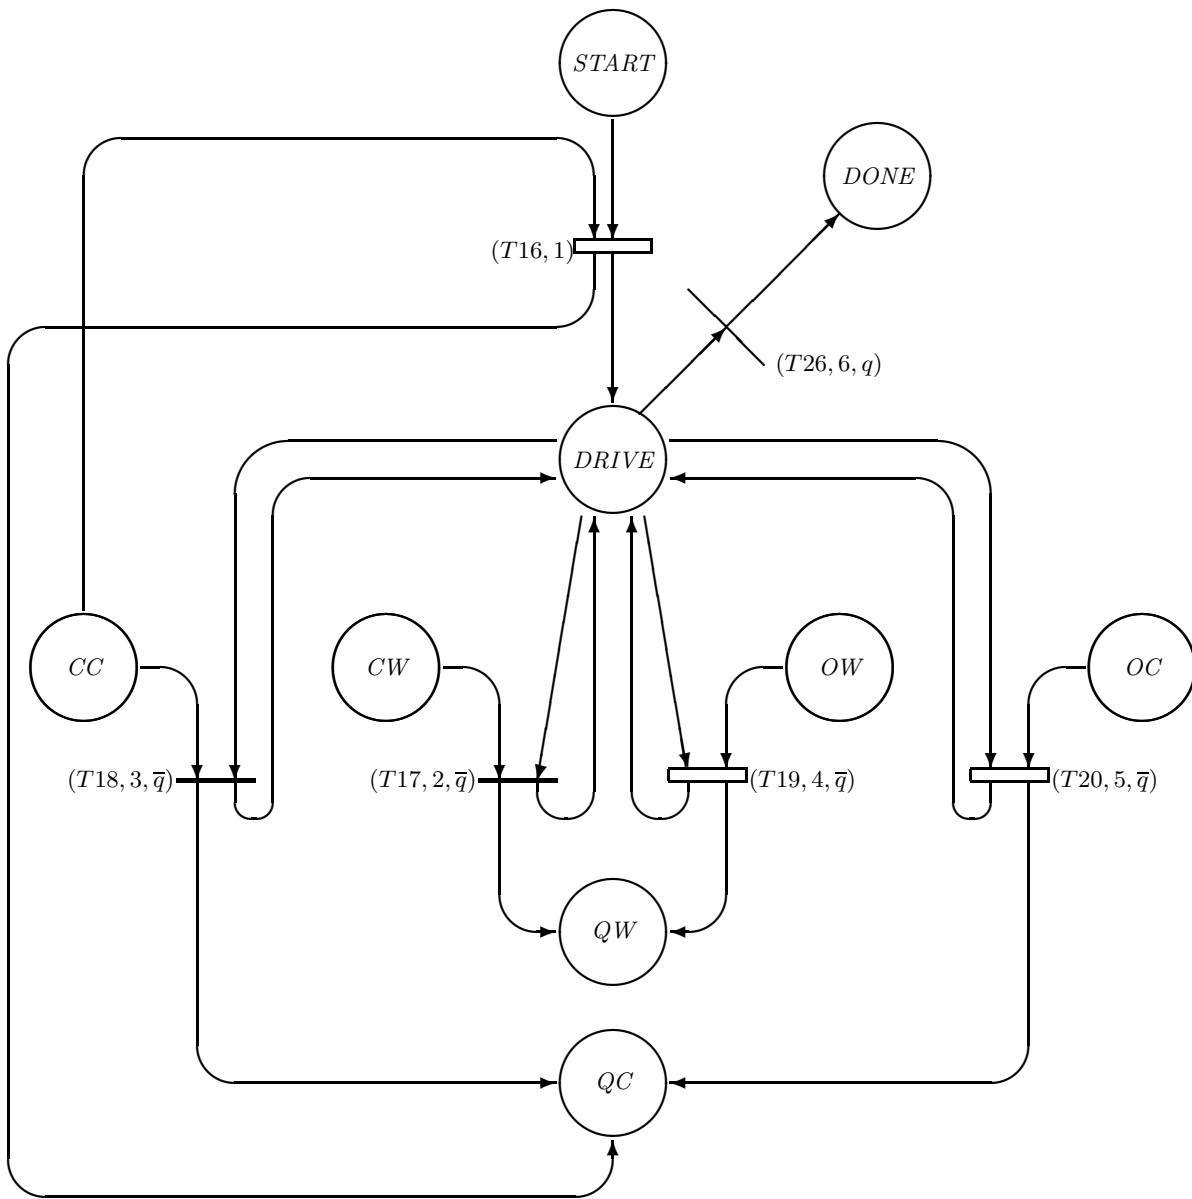 START
DONE
(T16, 1)
(T26, 6, q)
DRIVE
CC
CW
OW
OC
(T18, 3, q̅)
(T17, 2, q̅)
(T19, 4, q̅)
(T20, 5, q̅)
QW
QC